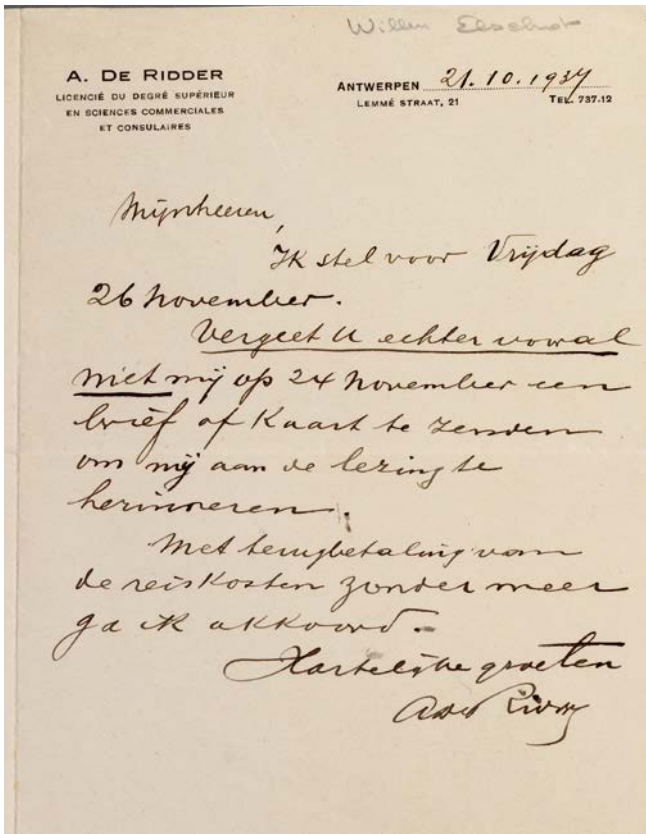 Willem Elsschot
A. DE RIDDER
LICENCIÉ DU DEGRÉ SUPÉRIEUR
EN SCIENCES COMMERCIALES
ET CONSULAIRES
ANTWERPEN 21.10.1937
LEMMÉ STRAAT, 21 TEL. 737.12
Mijnheeren,
Ik stel voor Vrijdag
26 November.
Vergeet U echter vooral
niet mij op 24 November een
brief of Kaart te zenden
om mij aan de lezing te
herinneren.
Met terugbetaling van
de reiskosten zonder meer
ga ik akkoord.
Hartelijke groeten
A de Ridder